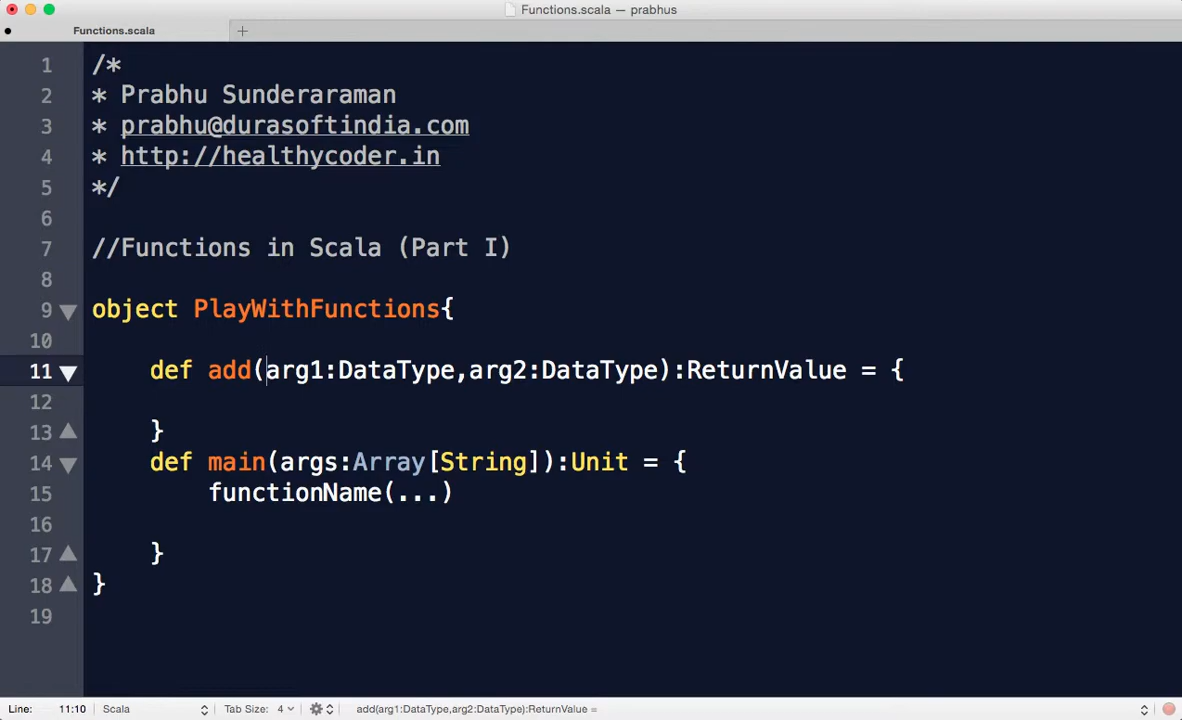 Functions.scala — prabhus
Functions.scala
1 /*
2 * Prabhu Sunderaraman
3 * prabhu@durasoftindia.com
4 * http://healthycoder.in
5 */
6
7 //Functions in Scala (Part I)
8
9 object PlayWithFunctions{
10
11 def add(arg1:DataType,arg2:DataType):ReturnValue = {
12
13 }
14 def main(args:Array[String]):Unit = {
15 functionName(...)
16
17 }
18 }
19
Line: 11:10 Scala Tab Size: 4 add(arg1:DataType,arg2:DataType):ReturnValue =